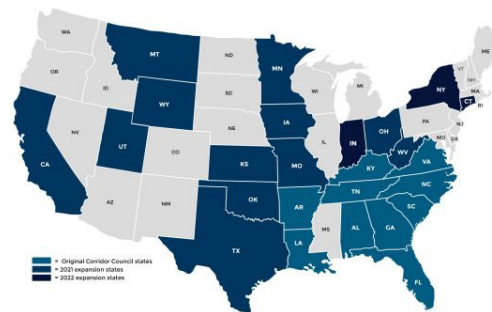 WA
MT
ND
MN
ME
OR
ID
SD
WI
MI
VT
NH
NY
MA
CT
RI
WY
NE
IA
PA
NJ
NV
UT
CO
IL
IN
OH
MD
DE
WV
CA
KS
MO
KY
VA
AZ
NM
OK
AR
TN
NC
SC
TX
LA
MS
AL
GA
FL
= Original Corridor Council states
= 2021 expansion states
= 2022 expansion states